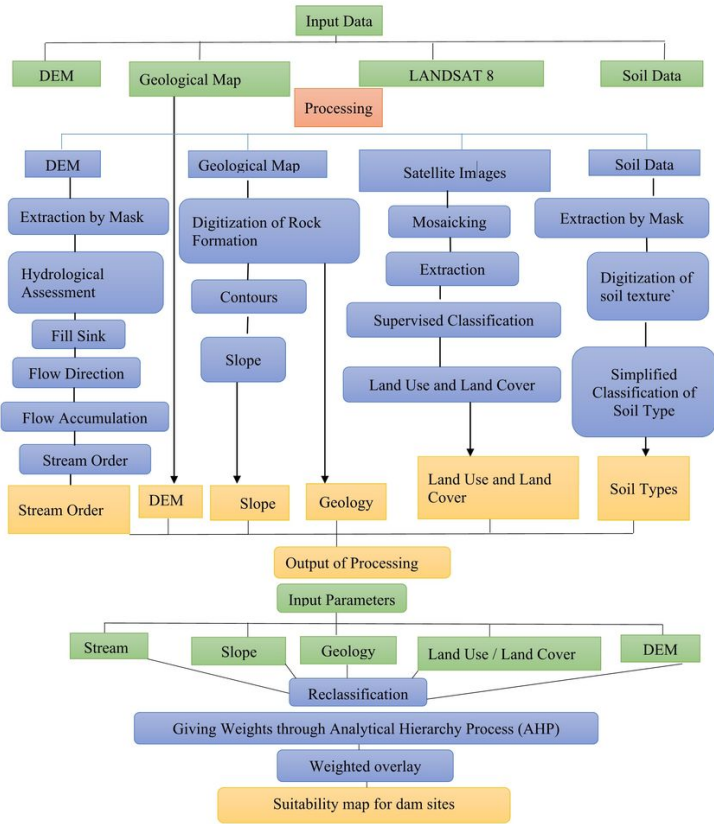 Input Data
DEM
Geological Map
LANDSAT 8
Soil Data
Processing
DEM
Geological Map
Satellite Images
Soil Data
Extraction by Mask
Digitization of Rock
Formation
Mosaicking
Extraction by Mask
Hydrological
Assessment
Contours
Extraction
Digitization of
soil texture`
Fill Sink
Slope
Supervised Classification
Flow Direction
Land Use and Land Cover
Simplified
Classification of
Soil Type
Flow Accumulation
Stream Order
Stream Order
DEM
Slope
Geology
Land Use and Land
Cover
Soil Types
Output of Processing
Input Parameters
Stream
Slope
Geology
Land Use / Land Cover
DEM
Reclassification
Giving Weights through Analytical Hierarchy Process (AHP)
Weighted overlay
Suitability map for dam sites